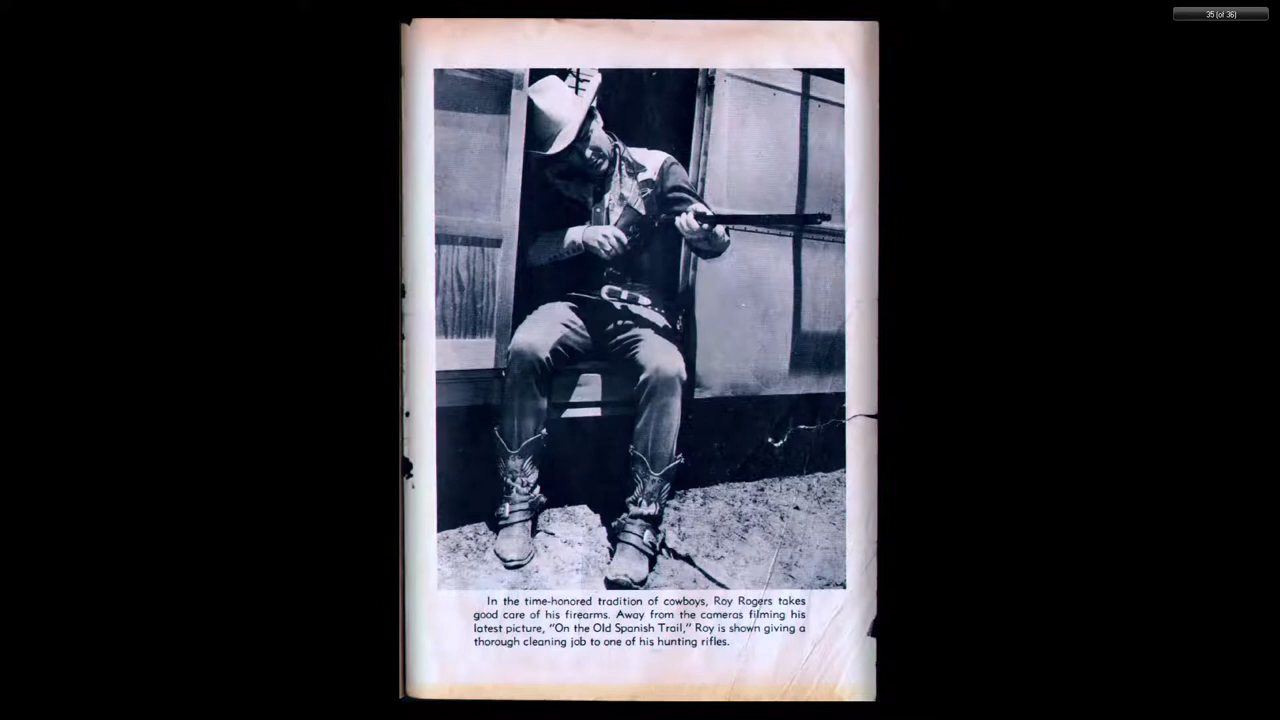 35 (of 36)
In the time-honored tradition of cowboys, Roy Rogers takes
good care of his firearms. Away from the cameras filming his
latest picture, "On the Old Spanish Trail," Roy is shown giving a
thorough cleaning job to one of his hunting rifles.